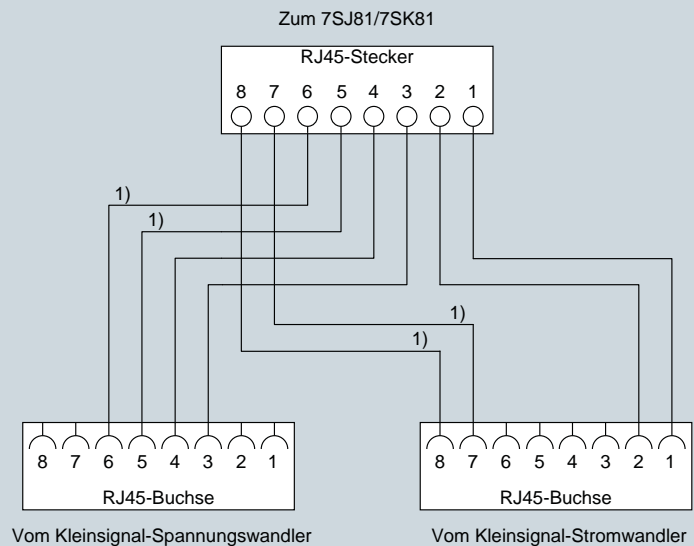 Zum 7SJ81/7SK81
RJ45-Stecker
8 7 6 5 4 3 2 1
1)
1)
1)
1)
8 7 6 5 4 3 2 1
8 7 6 5 4 3 2 1
RJ45-Buchse
RJ45-Buchse
Vom Kleinsignal-Spannungswandler
Vom Kleinsignal-Stromwandler